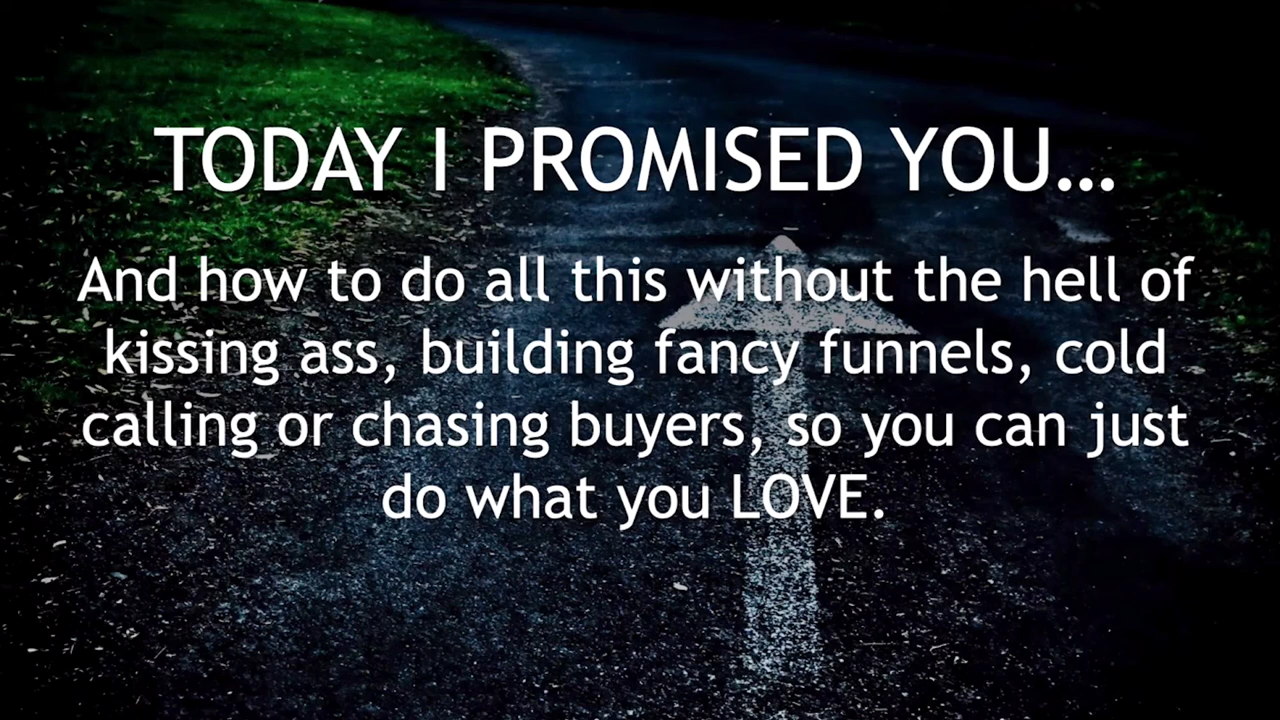 TODAY I PROMISED YOU...
And how to do all this without the hell of
kissing ass, building fancy funnels, cold
calling or chasing buyers, so you can just
do what you LOVE.